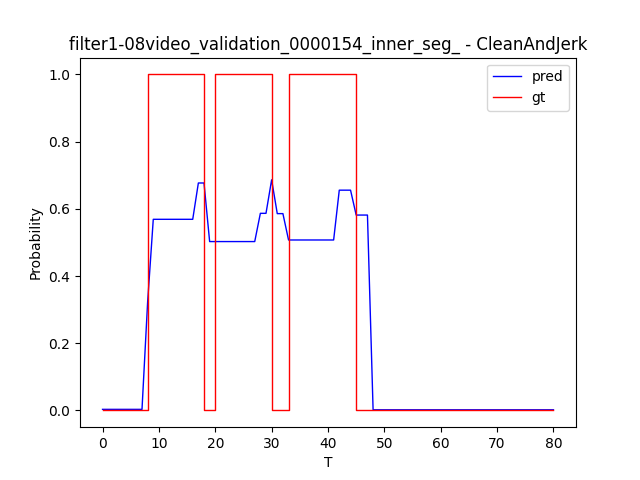 filter1-08video_validation_0000154_inner_seg_ - CleanAndJerk
pred
gt
1.0
0.8
0.6
0.4
0.2
0.0
Probability
0 10 20 30 40 50 60 70 80
T